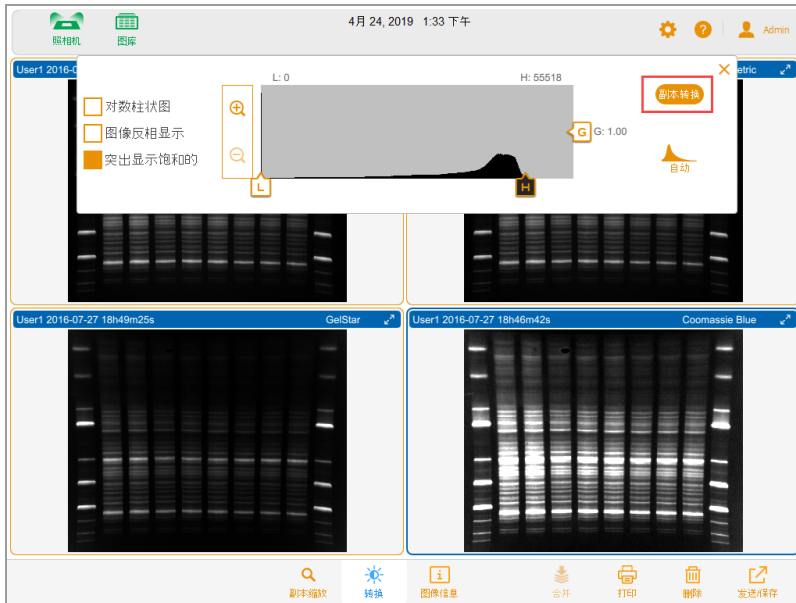 4月 24, 2019 1:33 下午
照相机
图库
Admin
User1 2016-0
etric
L: 0
H: 55518
对数柱状图
图像反相显示
突出显示饱和的
副本转换
G
G: 1.00
自动
L
H
User1 2016-07-27 18h49m25s
GelStar
User1 2016-07-27 18h46m42s
Coomassie Blue
副本缩放
转换
图像信息
合并
打印
删除
发送/保存